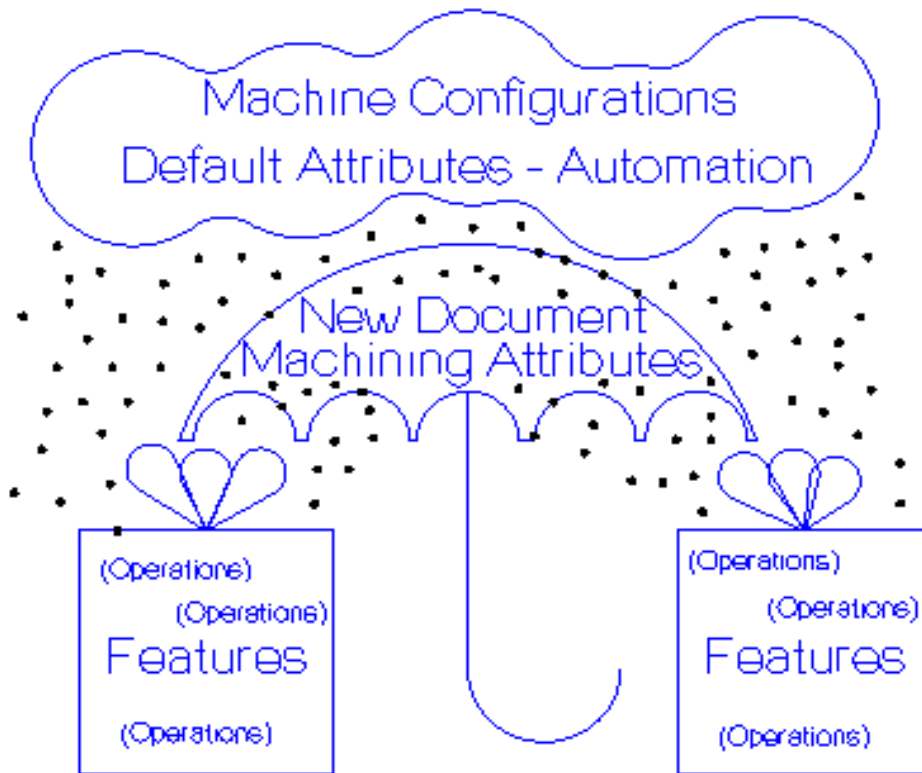 Machine Configurations
Default Attributes - Automation
New Document
Machining Attributes
(Operations)
(Operations)
Features
(Operations)
(Operations)
(Operations)
Features
(Operations)